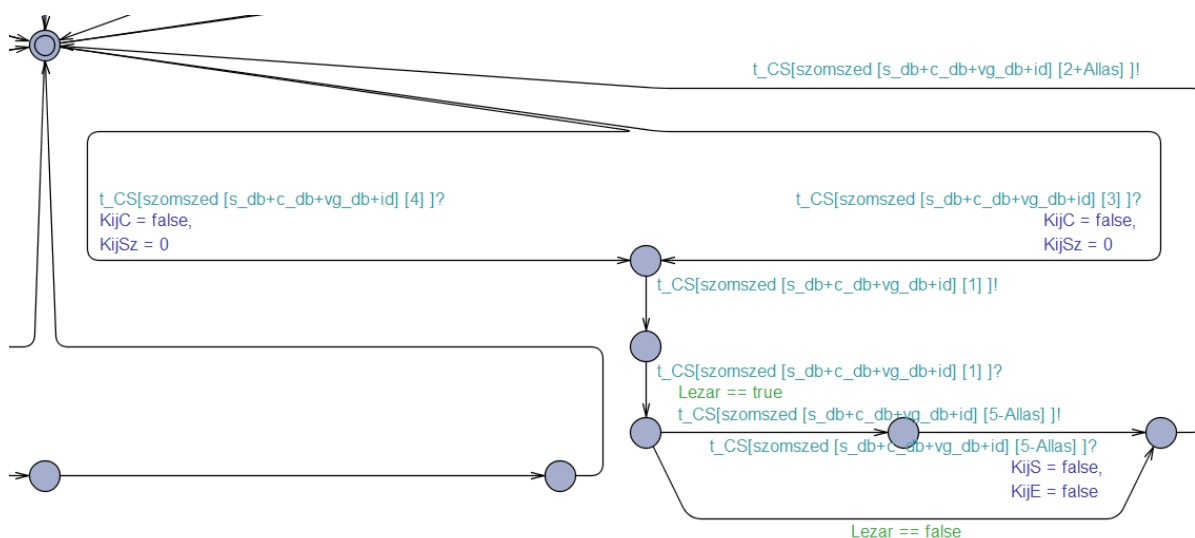 t_CS[szomszed [s_db+c_db+vg_db+id] [2+Allas] ]!
t_CS[szomszed [s_db+c_db+vg_db+id] [4] ]?
KijC = false,
KijSz = 0
t_CS[szomszed [s_db+c_db+vg_db+id] [3] ]?
KijC = false,
KijSz = 0
t_CS[szomszed [s_db+c_db+vg_db+id] [1] ]!
t_CS[szomszed [s_db+c_db+vg_db+id] [1] ]?
Lezar == true
t_CS[szomszed [s_db+c_db+vg_db+id] [5-Allas] ]!
t_CS[szomszed [s_db+c_db+vg_db+id] [5-Allas] ]?
KijS = false,
KijE = false
Lezar == false